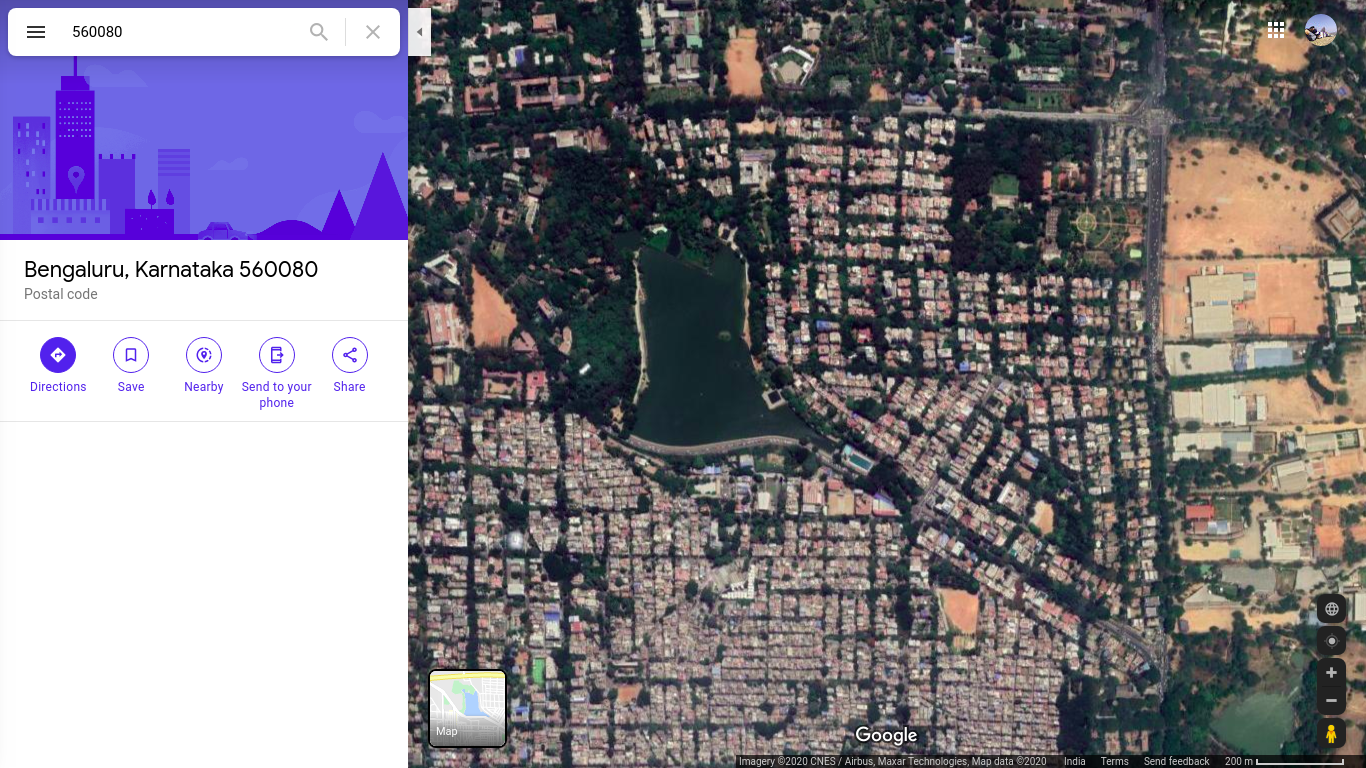 560080
Bengaluru, Karnataka 560080
Postal code
Directions
Save
Nearby
Send to your
phone
Share
Map
Google
Imagery ©2020 CNES / Airbus, Maxar Technologies, Map data ©2020 India Terms Send feedback 200 m